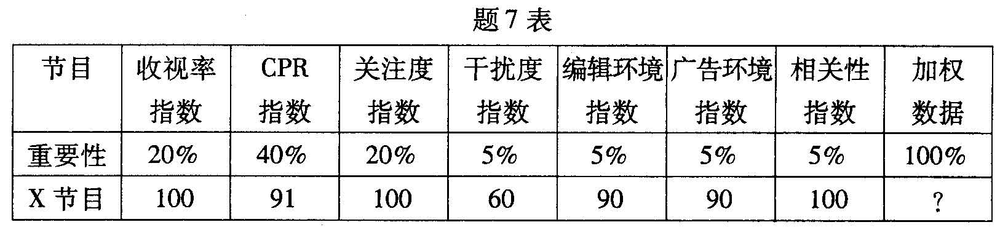 题7表
节目 收视率指数 CPR指数 关注度指数 干扰度指数 编辑环境指数 广告环境指数 相关性指数 加权数据
重要性 20% 40% 20% 5% 5% 5% 5% 100%
X节目 100 91 100 60 90 90 100 ?